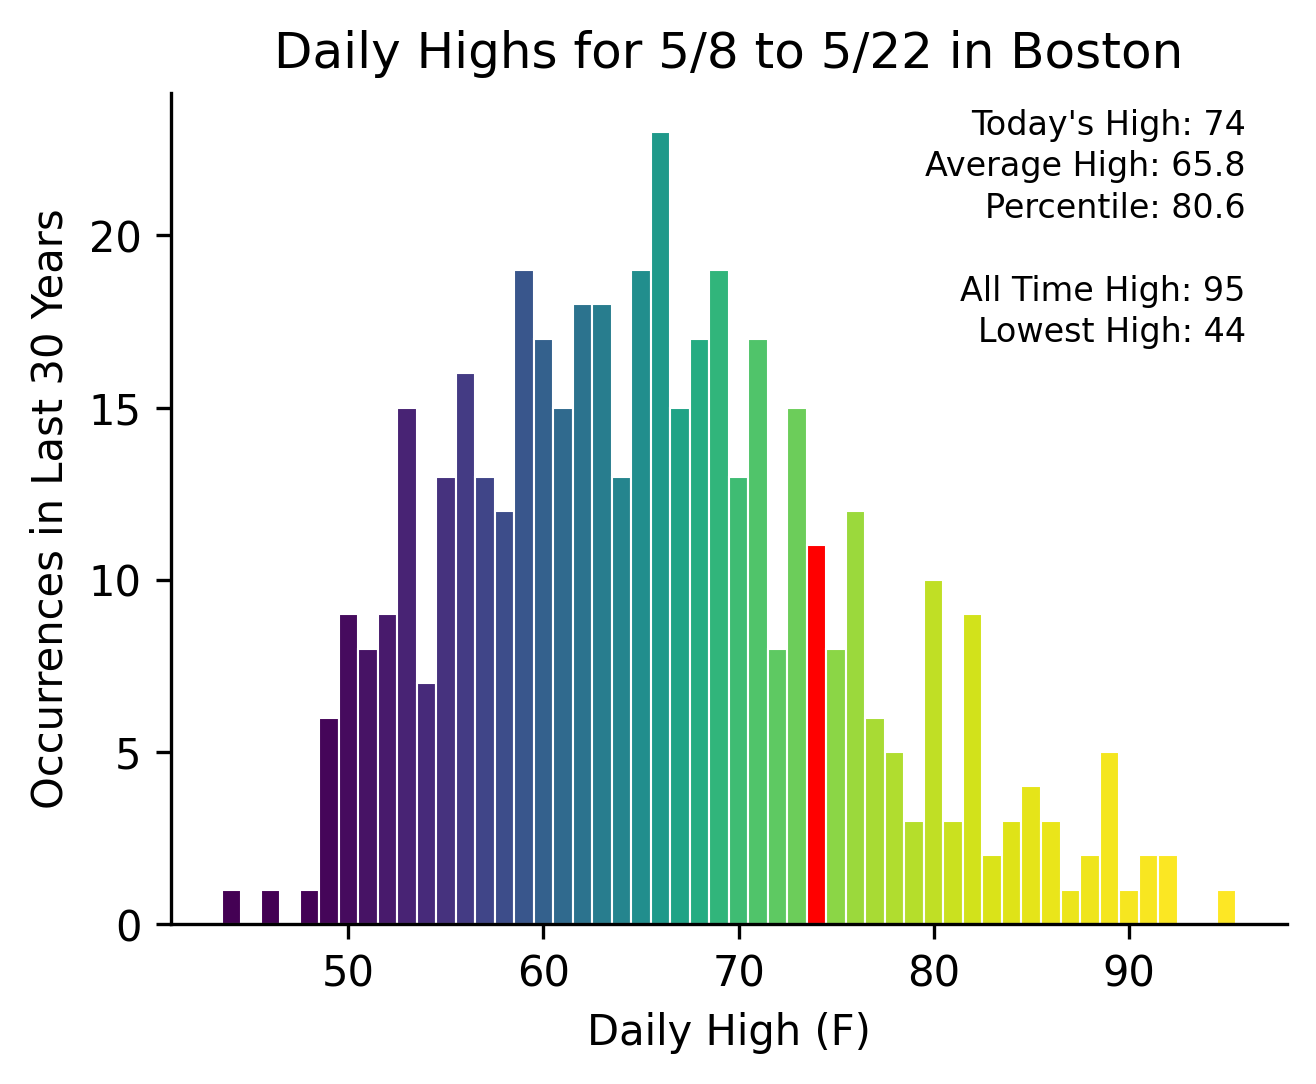 Daily Highs for 5/8 to 5/22 in Boston
Today's High: 74
Average High: 65.8
Percentile: 80.6
All Time High: 95
Lowest High: 44
Occurrences in Last 30 Years
20
15
10
5
0
50 60 70 80 90
Daily High (F)